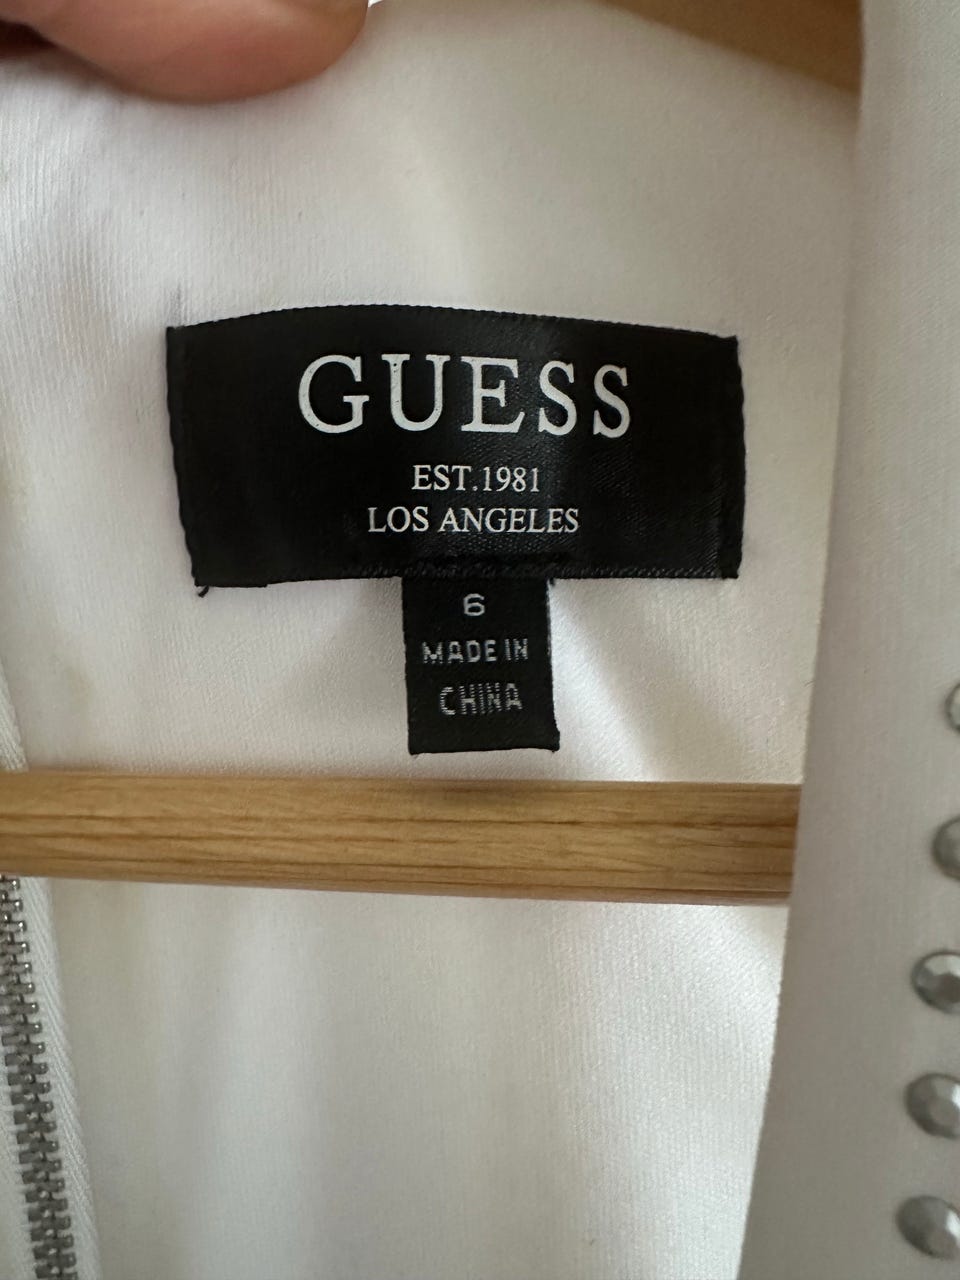 GUESS
EST.1981
LOS ANGELES
6
MADE IN
CHINA